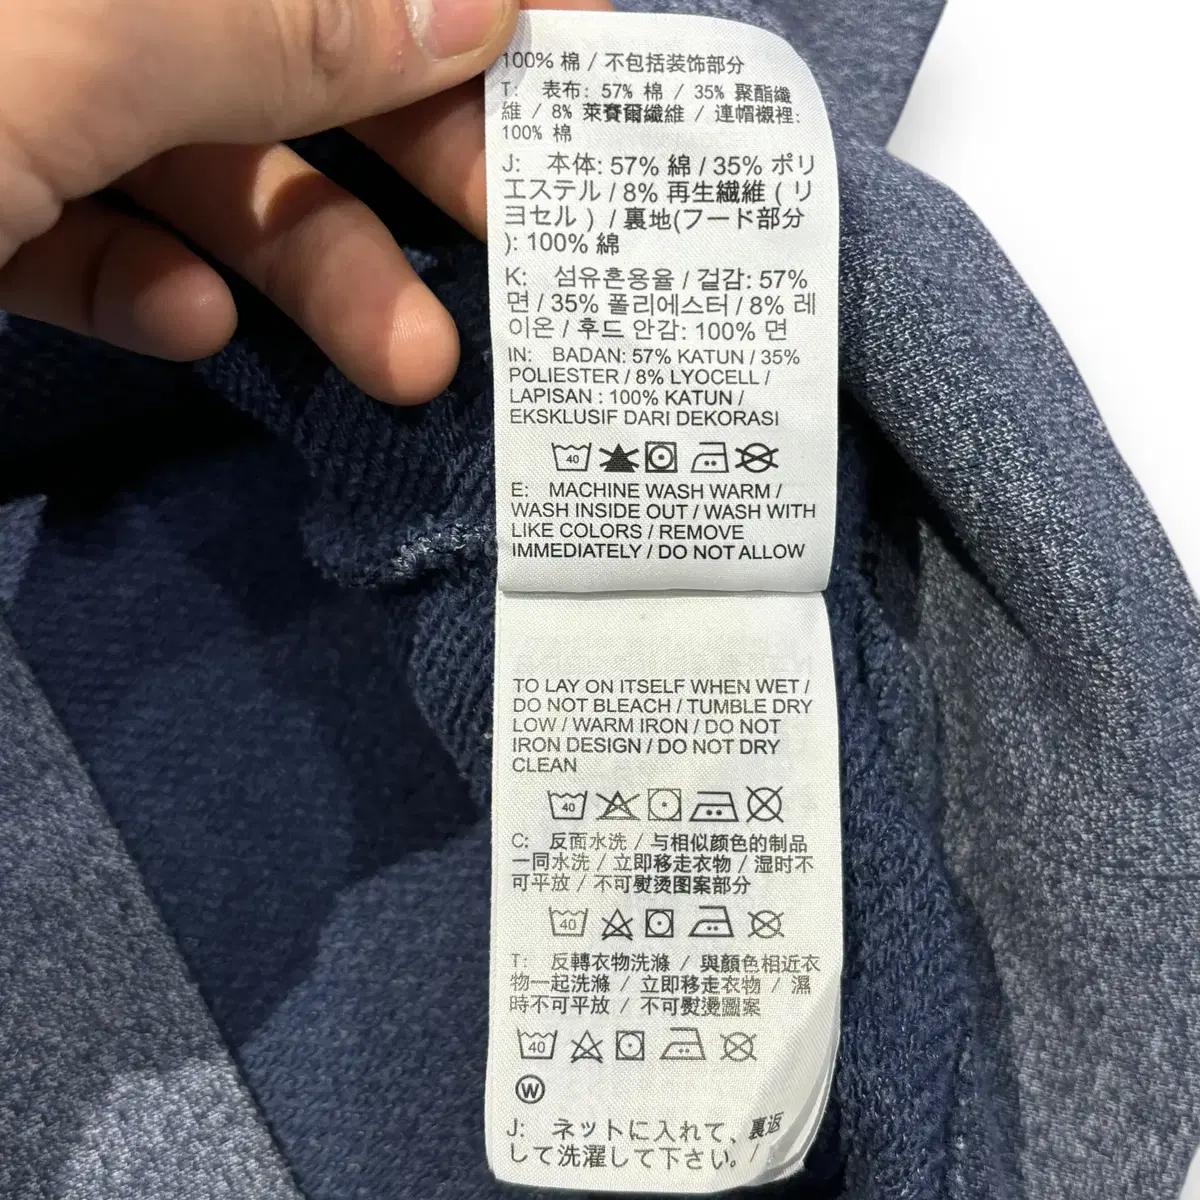 100% 棉 / 不包括装饰部分
T: 表布: 57% 棉 / 35% 聚酯纖
維 / 8% 萊賽爾纖維 / 連帽襯裡:
100% 棉
J: 本体: 57% 綿 / 35% ポリ
エステル / 8% 再生繊維 ( リ
ヨセル ) / 裏地(フード部分
): 100% 綿
K: 섬유혼용율 / 겉감: 57%
면 / 35% 폴리에스터 / 8% 레
이온 / 후드 안감: 100% 면
IN: BADAN: 57% KATUN / 35%
POLIESTER / 8% LYOCELL /
LAPISAN : 100% KATUN /
EKSKLUSIF DARI DEKORASI
40
E: MACHINE WASH WARM /
WASH INSIDE OUT / WASH WITH
LIKE COLORS / REMOVE
IMMEDIATELY / DO NOT ALLOW
TO LAY ON ITSELF WHEN WET /
DO NOT BLEACH / TUMBLE DRY
LOW / WARM IRON / DO NOT
IRON DESIGN / DO NOT DRY
CLEAN
40
C: 反面水洗 / 与相似颜色的制品
一同水洗 / 立即移走衣物 / 湿时不
可平放 / 不可熨烫图案部分
40
T: 反轉衣物洗滌 / 與顏色相近衣
物一起洗滌 / 立即移走衣物 / 濕
時不可平放 / 不可熨燙圖案
40
W
J: ネットに入れて、裏返
して洗濯して下さい。/